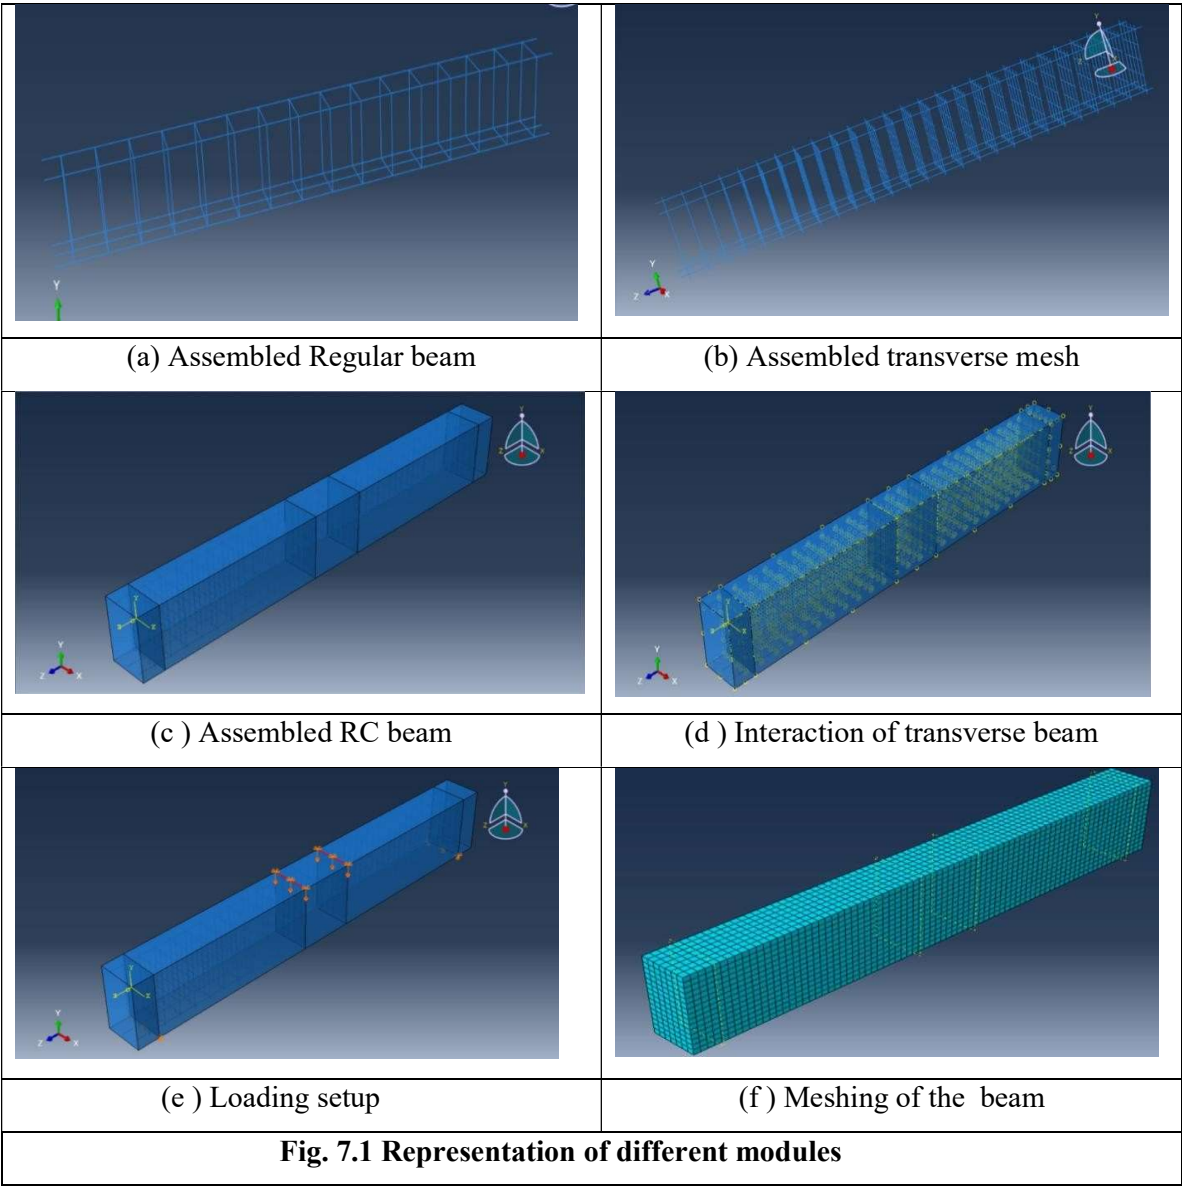 Y
Y
Z
Y
Z
X
(a) Assembled Regular beam
(b) Assembled transverse mesh
Y
Z
X
Y
Z
X
Y
Z
X
Y
Z
X
(c ) Assembled RC beam
(d ) Interaction of transverse beam
Y
Z
X
Y
Z
X
(e ) Loading setup
(f ) Meshing of the beam
Fig. 7.1 Representation of different modules